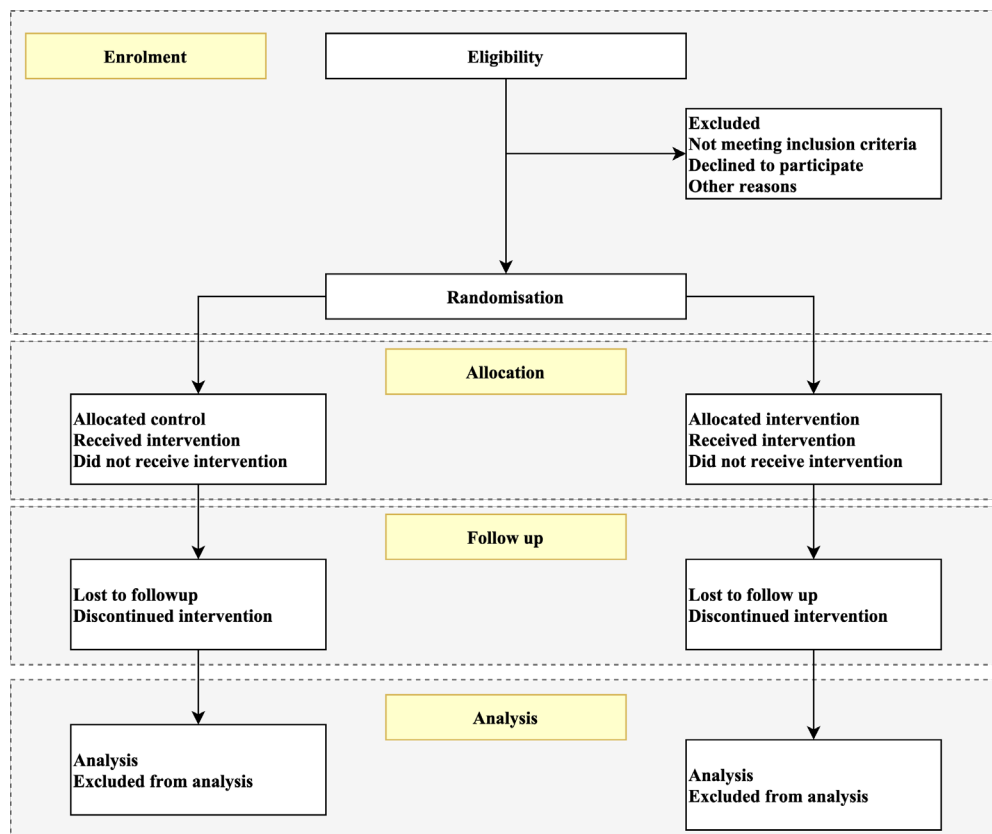 Enrolment
Eligibility
Excluded
Not meeting inclusion criteria
Declined to participate
Other reasons
Randomisation
Allocation
Allocated control
Received intervention
Did not receive intervention
Allocated intervention
Received intervention
Did not receive intervention
Follow up
Lost to followup
Discontinued intervention
Lost to follow up
Discontinued intervention
Analysis
Analysis
Excluded from analysis
Analysis
Excluded from analysis